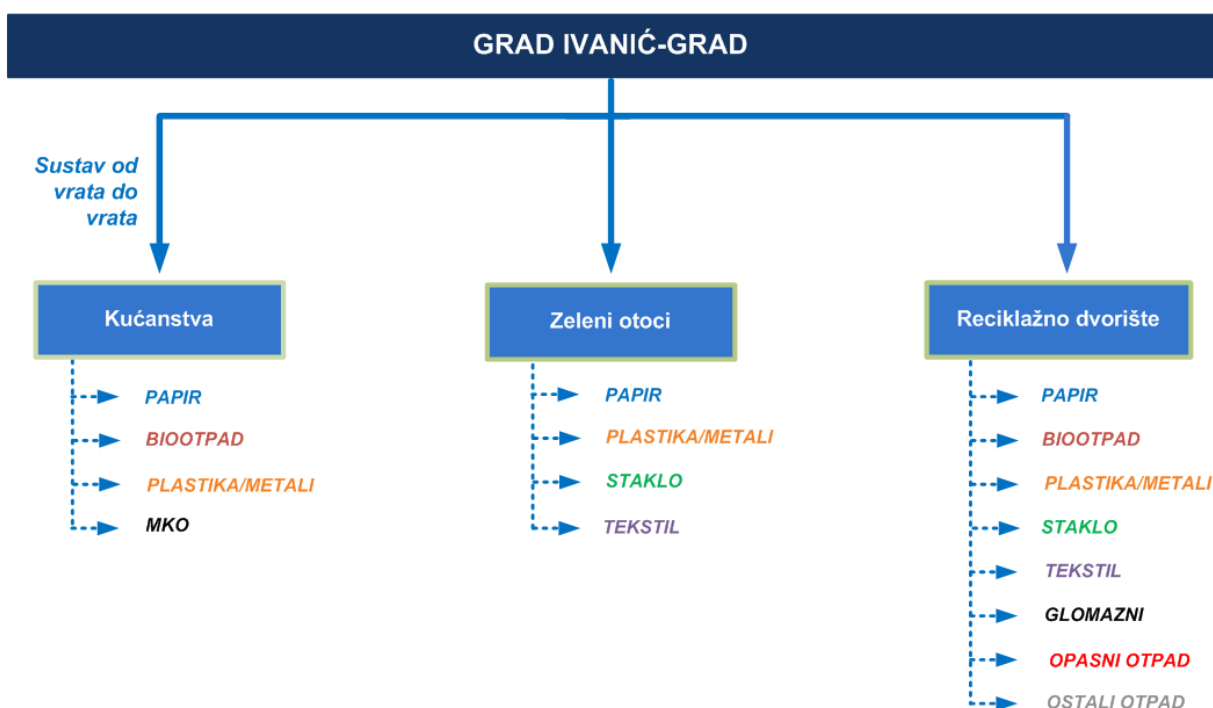 GRAD IVANIĆ-GRAD
Sustav od
vrata do
vrata
Kućanstva
PAPIR
BIOOTPAD
PLASTIKA/METALI
MKO
Zeleni otoci
PAPIR
PLASTIKA/METALI
STAKLO
TEKSTIL
Reciklažno dvorište
PAPIR
BIOOTPAD
PLASTIKA/METALI
STAKLO
TEKSTIL
GLOMAZNI
OPASNI OTPAD
OSTALI OTPAD